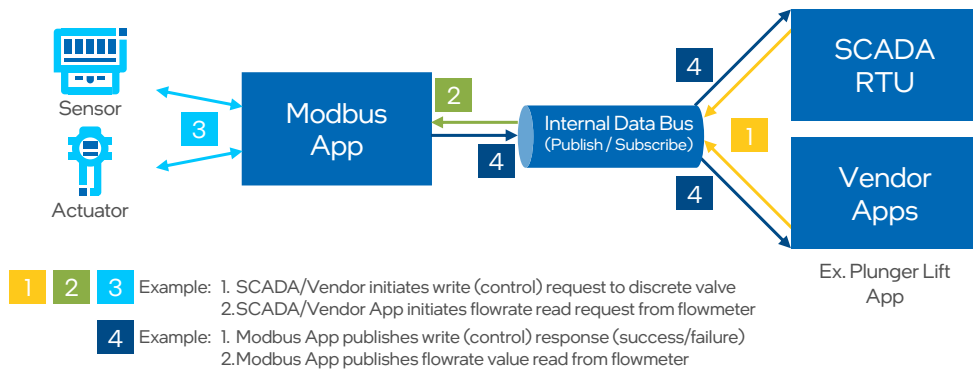 Sensor
Actuator
3
Modbus
App
2
4
Internal Data Bus
(Publish / Subscribe)
4
4
1
SCADA
RTU
Vendor
Apps
Ex. Plunger Lift
App
1 2 3 Example: 1. SCADA/Vendor initiates write (control) request to discrete valve
2.SCADA/Vendor App initiates flowrate read request from flowmeter
4 Example: 1. Modbus App publishes write (control) response (success/failure)
2.Modbus App publishes flowrate value read from flowmeter